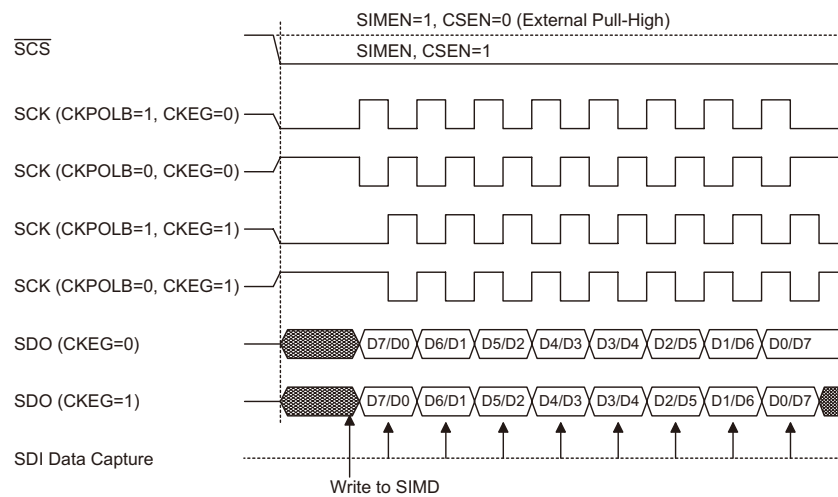 SIMEN=1, CSEN=0 (External Pull-High)
SCS
SIMEN, CSEN=1
SCK (CKPOLB=1, CKEG=0)
SCK (CKPOLB=0, CKEG=0)
SCK (CKPOLB=1, CKEG=1)
SCK (CKPOLB=0, CKEG=1)
SDO (CKEG=0) D7/D0 D6/D1 D5/D2 D4/D3 D3/D4 D2/D5 D1/D6 D0/D7
SDO (CKEG=1) D7/D0 D6/D1 D5/D2 D4/D3 D3/D4 D2/D5 D1/D6 D0/D7
SDI Data Capture
Write to SIMD